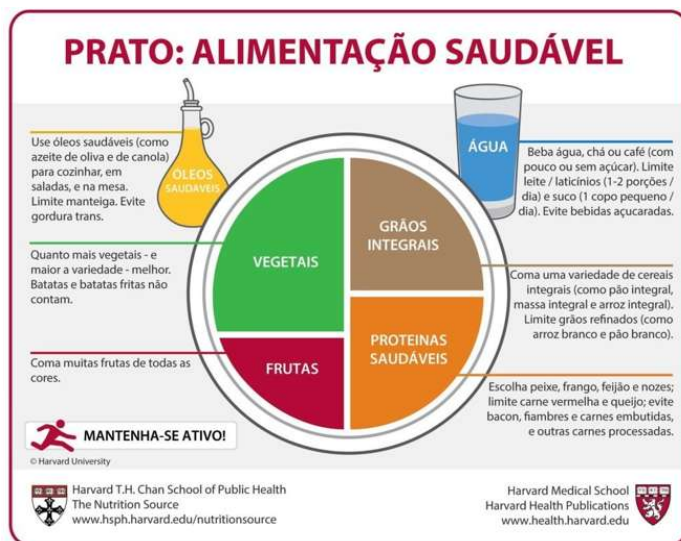 PRATO: ALIMENTAÇÃO SAUDÁVEL
Use óleos saudáveis (como
azeite de oliva e de canola)
para cozinhar, em
saladas, e na mesa.
Limite manteiga. Evite
gordura trans.
ÓLEOS
SAUDÁVEIS
ÁGUA
Beba água, chá ou café (com
pouco ou sem açúcar). Limite
leite / laticínios (1-2 porções /
dia) e suco (1 copo pequeno /
dia). Evite bebidas açucaradas.
Quanto mais vegetais - e
maior a variedade - melhor.
Batatas e batatas fritas não
contam.
VEGETAIS
GRÃOS
INTEGRAIS
Coma uma variedade de cereais
integrais (como pão integral,
massa integral e arroz integral).
Limite grãos refinados (como
arroz branco e pão branco).
Coma muitas frutas de todas as
cores.
FRUTAS
PROTEINAS
SAUDÁVEIS
Escolha peixe, frango, feijão e nozes;
limite carne vermelha e queijo; evite
bacon, fiambres e carnes embutidas,
e outras carnes processadas.
MANTENHA-SE ATIVO!
© Harvard University
Harvard T.H. Chan School of Public Health
The Nutrition Source
www.hsph.harvard.edu/nutritionsource
Harvard Medical School
Harvard Health Publications
www.health.harvard.edu